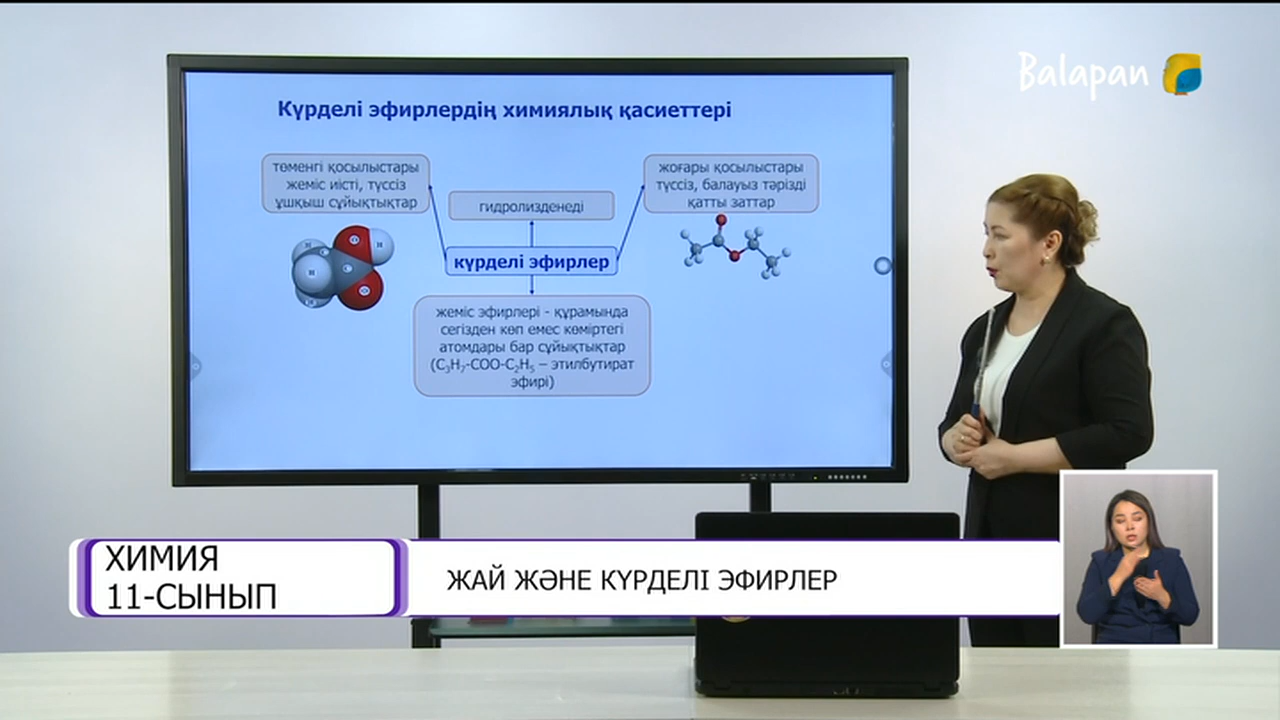 Balapan
Күрделі эфирлердің химиялық қасиеттері
төменгі қосылыстары
жеміс иісті, түссіз
ұшқыш сұйықтықтар
гидролизденеді
жоғары қосылыстары
түссіз, балауыз тәрізді
қатты заттар
күрделі эфирлер
жеміс эфирлері - құрамында
сегізден көп емес көміртегі
атомдары бар сұйықтықтар
(C₃H₇-COO-C₂H₅ – этилбутират
эфирі)
ХИМИЯ
11-СЫНЫП
ЖАЙ ЖӘНЕ КҮРДЕЛІ ЭФИРЛЕР